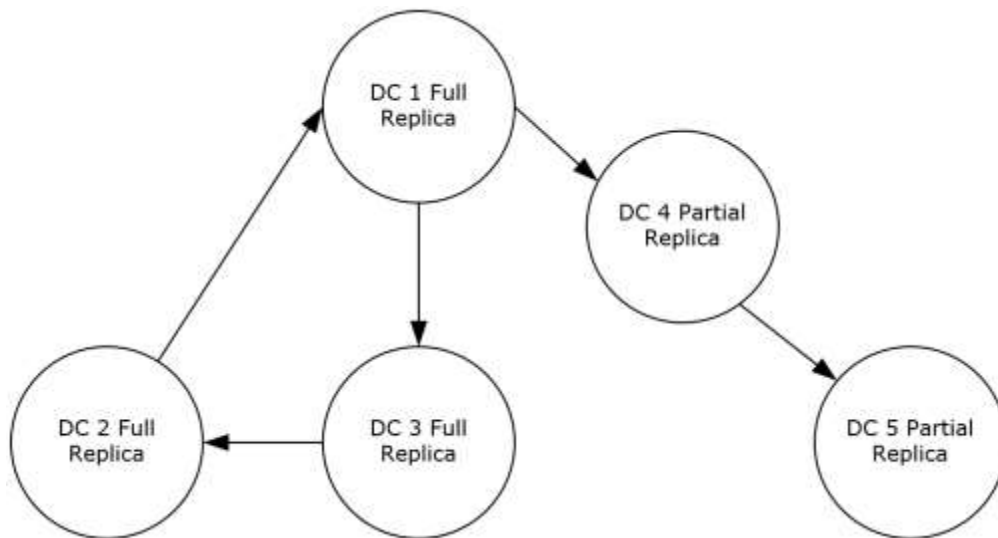 DC 1 Full
Replica
DC 4 Partial
Replica
DC 2 Full
Replica
DC 3 Full
Replica
DC 5 Partial
Replica